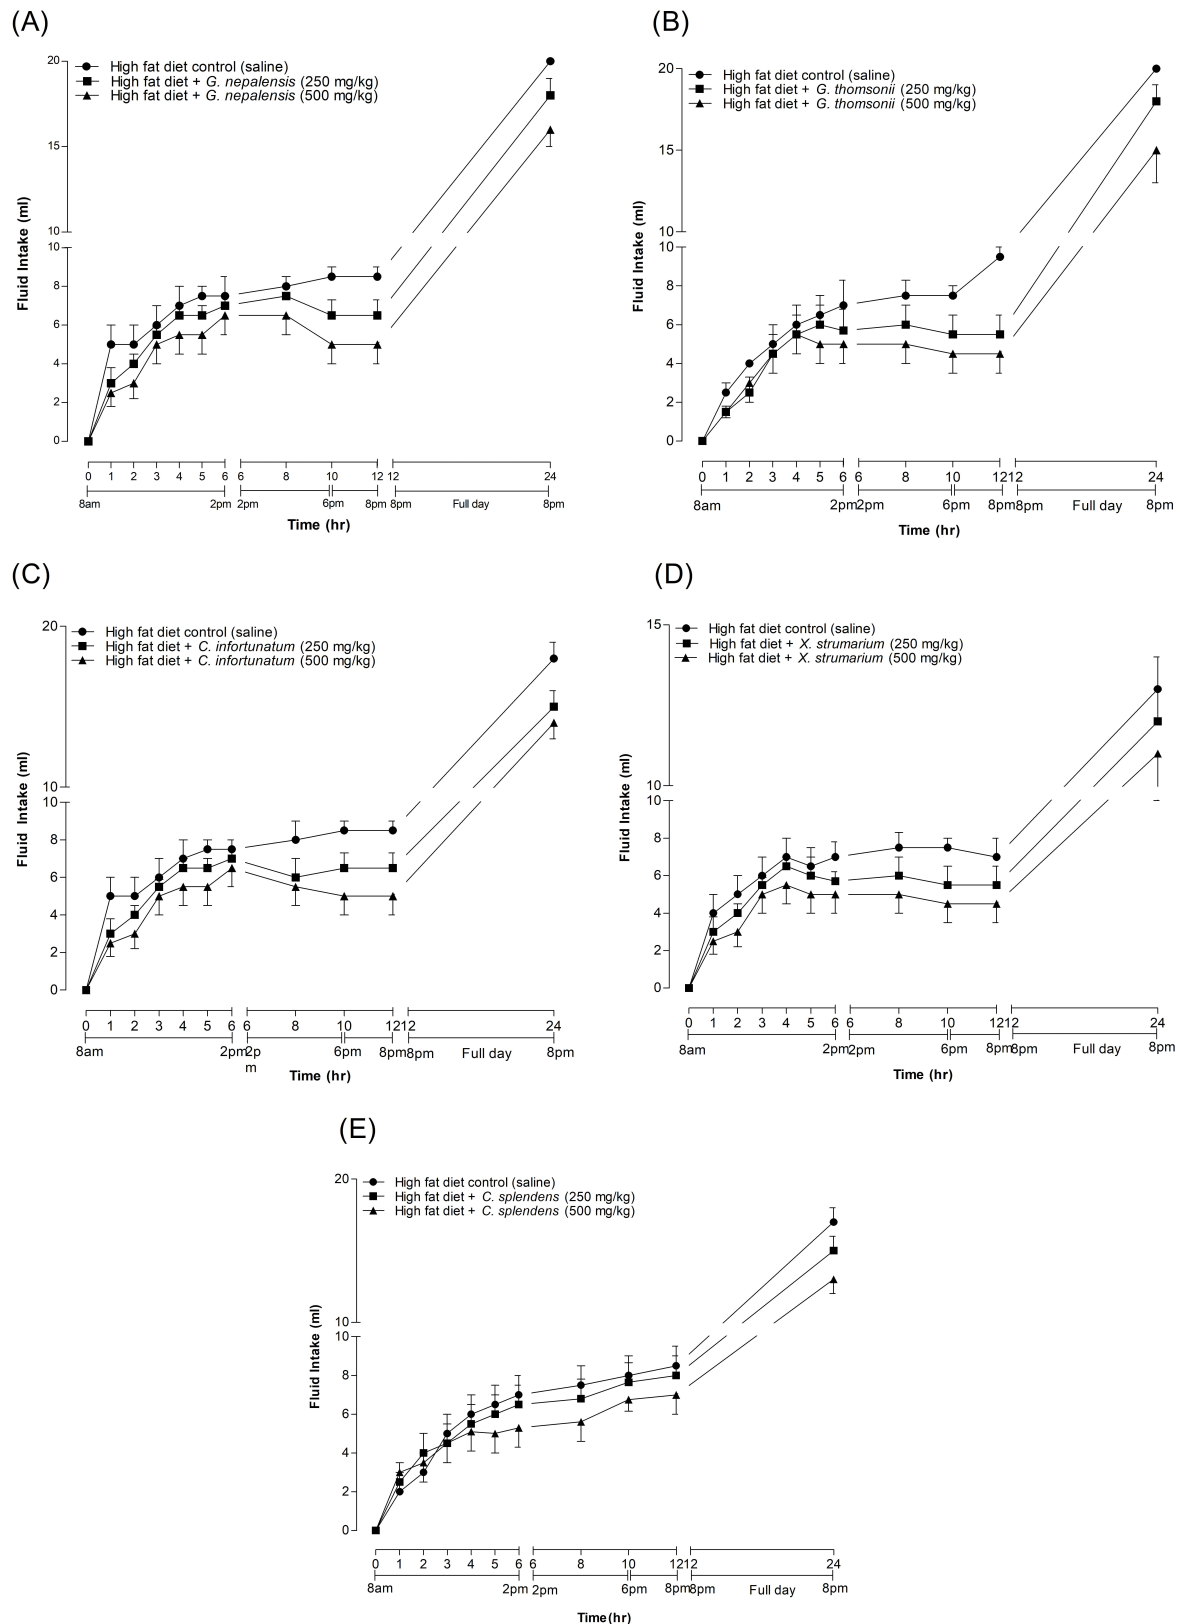 (A)
20
High fat diet control (saline)
High fat diet + G. nepalensis (250 mg/kg)
High fat diet + G. nepalensis (500 mg/kg)
15
10
10
8
6
4
2
0
Fluid Intake (ml)
0 1 2 3 4 5 6 6 8 10 12 12 24
8am 2pm 2pm 6pm 8pm 8pm Full day 8pm
Time (hr)
(B)
20
High fat diet control (saline)
High fat diet + G. thomsonii (250 mg/kg)
High fat diet + G. thomsonii (500 mg/kg)
15
10
10
8
6
4
2
0
Fluid Intake (ml)
0 1 2 3 4 5 6 6 8 10 12 12 24
8am 2pm 2pm 6pm 8pm 8pm Full day 8pm
Time (hr)
(C)
20
High fat diet control (saline)
High fat diet + C. infortunatum (250 mg/kg)
High fat diet + C. infortunatum (500 mg/kg)
10
10
8
6
4
2
0
Fluid Intake (ml)
0 1 2 3 4 5 6 6 8 10 12 12 24
8am 2pm 2p 6pm 8pm 8pm Full day 8pm
m
Time (hr)
(D)
15
High fat diet control (saline)
High fat diet + X. strumarium (250 mg/kg)
High fat diet + X. strumarium (500 mg/kg)
10
10
8
6
4
2
0
Fluid Intake (ml)
0 1 2 3 4 5 6 6 8 10 12 12 24
8am 2pm 2pm 6pm 8pm 8pm Full day 8pm
Time (hr)
(E)
20
High fat diet control (saline)
High fat diet + C. splendens (250 mg/kg)
High fat diet + C. splendens (500 mg/kg)
10
10
8
6
4
2
0
Fluid Intake (ml)
0 1 2 3 4 5 6 6 8 10 12 12 24
8am 2pm 2pm 6pm 8pm 8pm Full day 8pm
Time (hr)